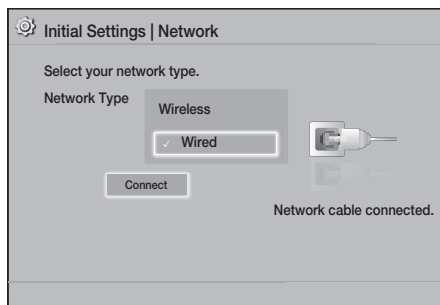 Initial Settings | Network
Select your network type.
Network Type
Wireless
✓ Wired
Connect
Network cable connected.